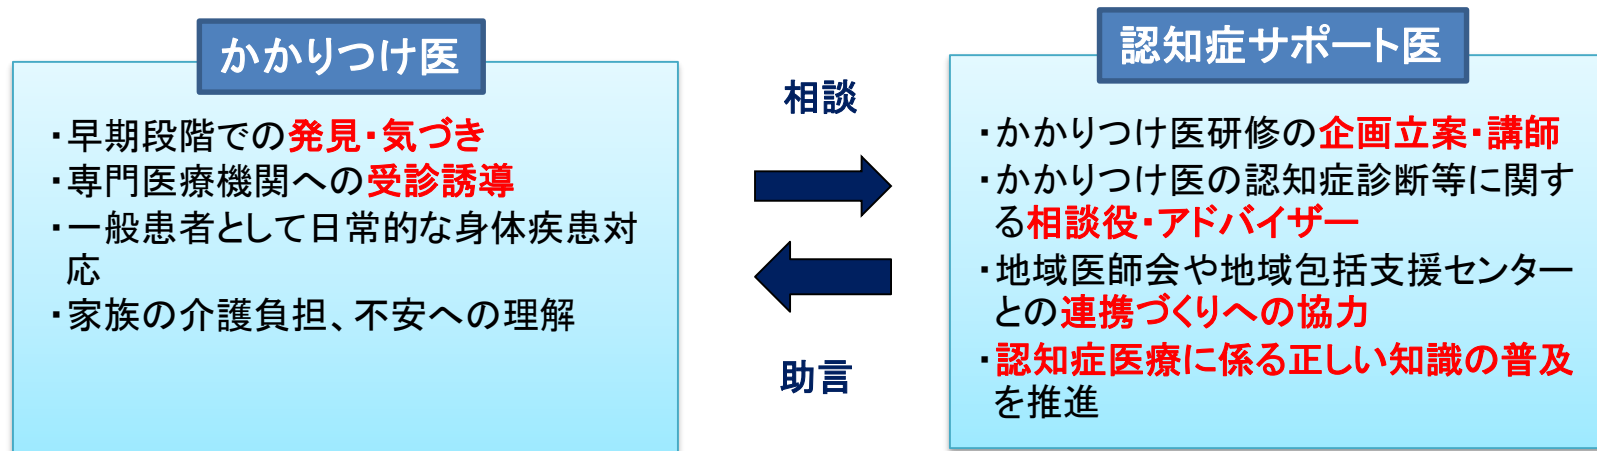 かかりつけ医
・早期段階での発見・気づき
・専門医療機関への受診誘導
・一般患者として日常的な身体疾患対
応
・家族の介護負担、不安への理解
相談
助言
認知症サポート医
・かかりつけ医研修の企画立案・講師
・かかりつけ医の認知症診断等に関す
る相談役・アドバイザー
・地域医師会や地域包括支援センター
との連携づくりへの協力
・認知症医療に係る正しい知識の普及
を推進